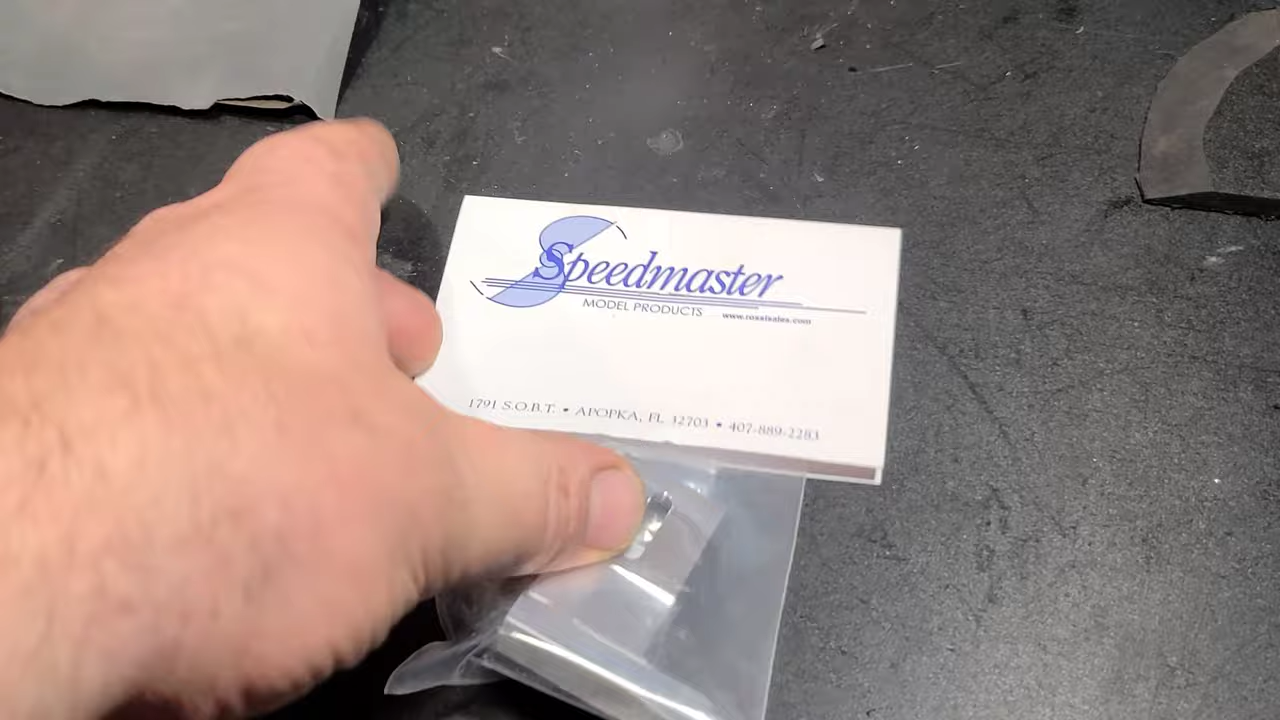 Speedmaster
MODEL PRODUCTS www.rossisales.com
1791 S.O.B.T. • APOPKA, FL 32703 • 407-889-2283